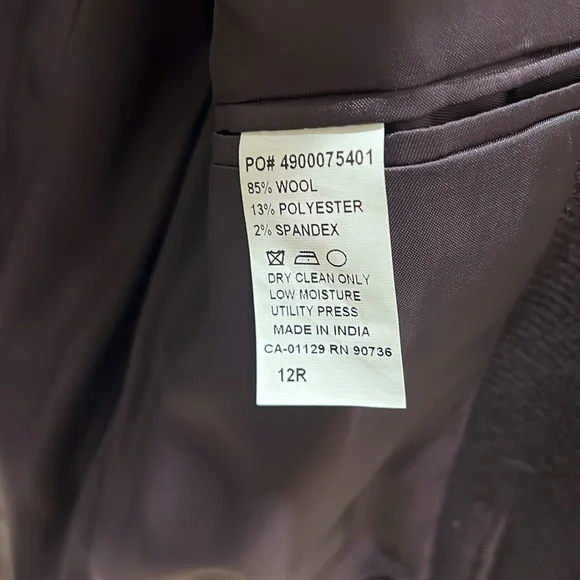 PO# 4900075401
85% WOOL
13% POLYESTER
2% SPANDEX
DRY CLEAN ONLY
LOW MOISTURE
UTILITY PRESS
MADE IN INDIA
CA-01129 RN 90736
12R